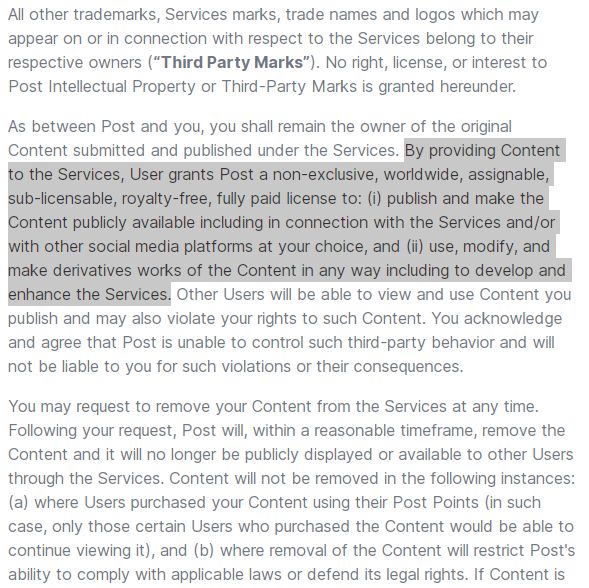 All other trademarks, Services marks, trade names and logos which may
appear on or in connection with respect to the Services belong to their
respective owners (“Third Party Marks”). No right, license, or interest to
Post Intellectual Property or Third-Party Marks is granted hereunder.
As between Post and you, you shall remain the owner of the original
Content submitted and published under the Services. By providing Content
to the Services, User grants Post a non-exclusive, worldwide, assignable,
sub-licensable, royalty-free, fully paid license to: (i) publish and make the
Content publicly available including in connection with the Services and/or
with other social media platforms at your choice, and (ii) use, modify, and
make derivatives works of the Content in any way including to develop and
enhance the Services. Other Users will be able to view and use Content you
publish and may also violate your rights to such Content. You acknowledge
and agree that Post is unable to control such third-party behavior and will
not be liable to you for such violations or their consequences.
You may request to remove your Content from the Services at any time.
Following your request, Post will, within a reasonable timeframe, remove the
Content and it will no longer be publicly displayed or available to other Users
through the Services. Content will not be removed in the following instances:
(a) where Users purchased your Content using their Post Points (in such
case, only those certain Users who purchased the Content would be able to
continue viewing it), and (b) where removal of the Content will restrict Post's
ability to comply with applicable laws or defend its legal rights. If Content is